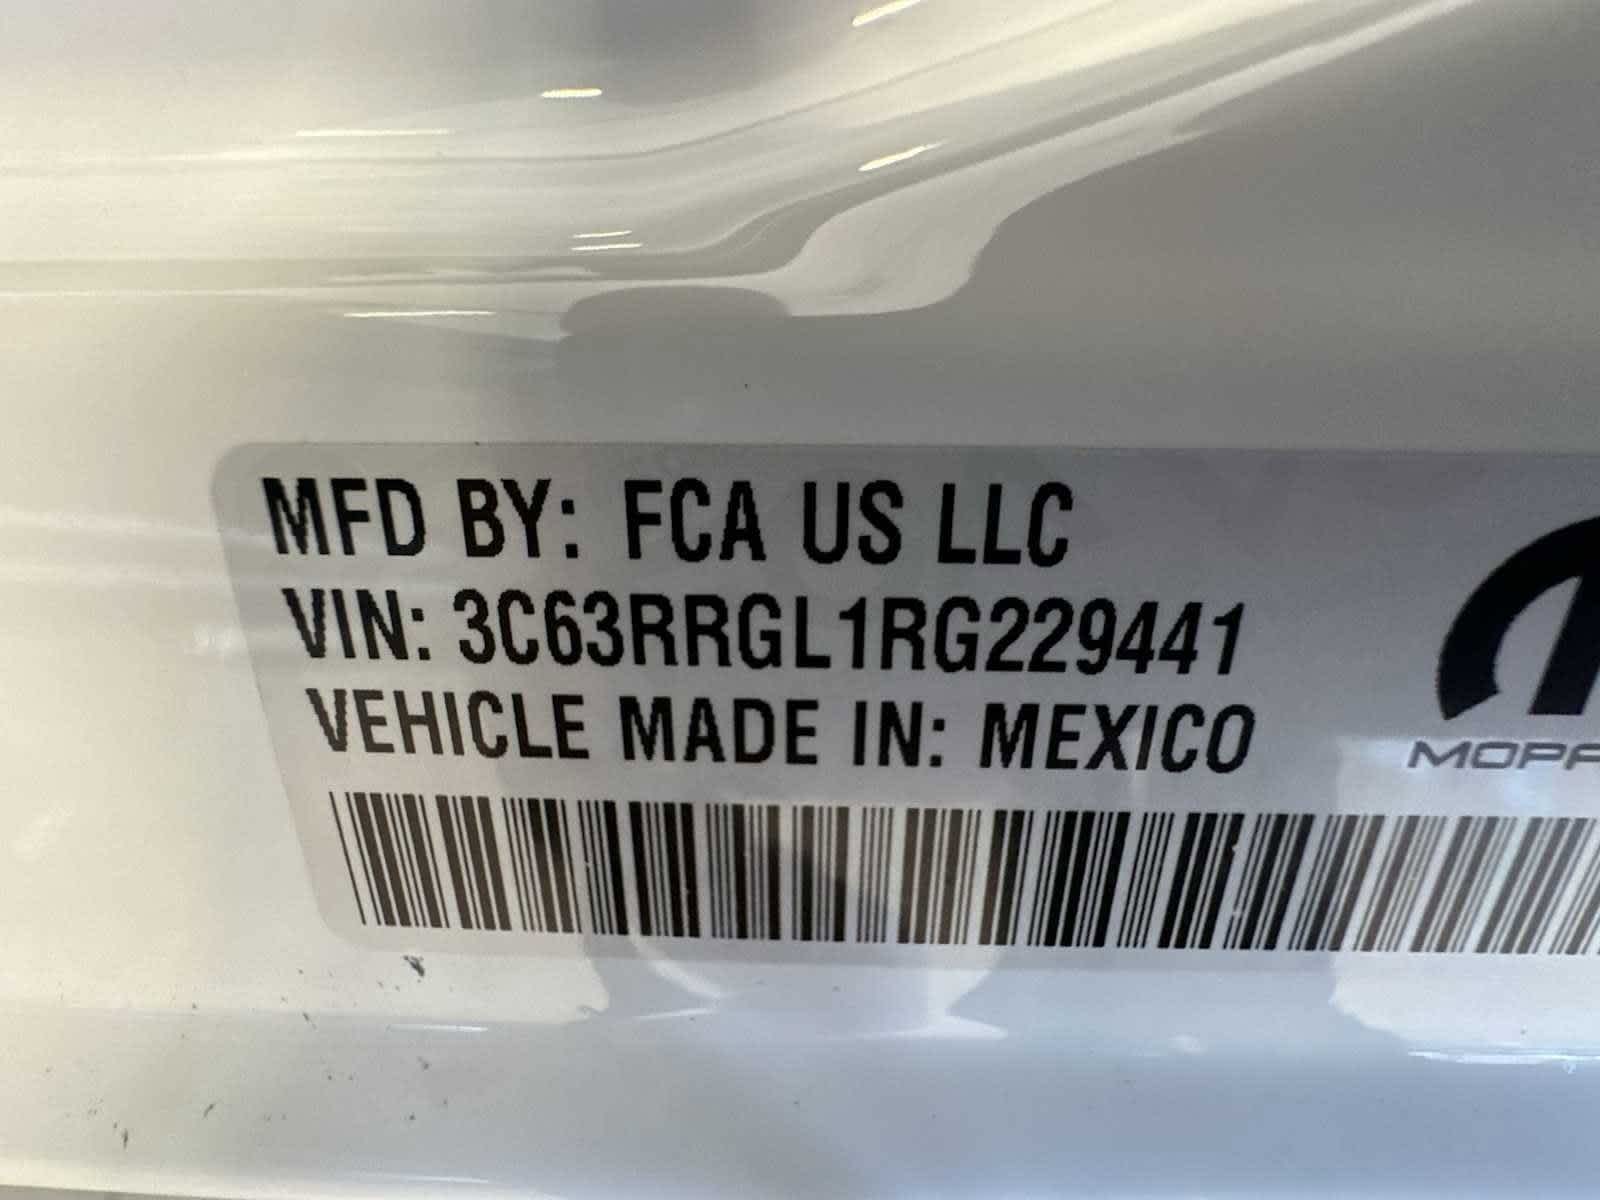 MFD BY: FCA US LLC
VIN: 3C63RRGL1RG229441
VEHICLE MADE IN: MEXICO